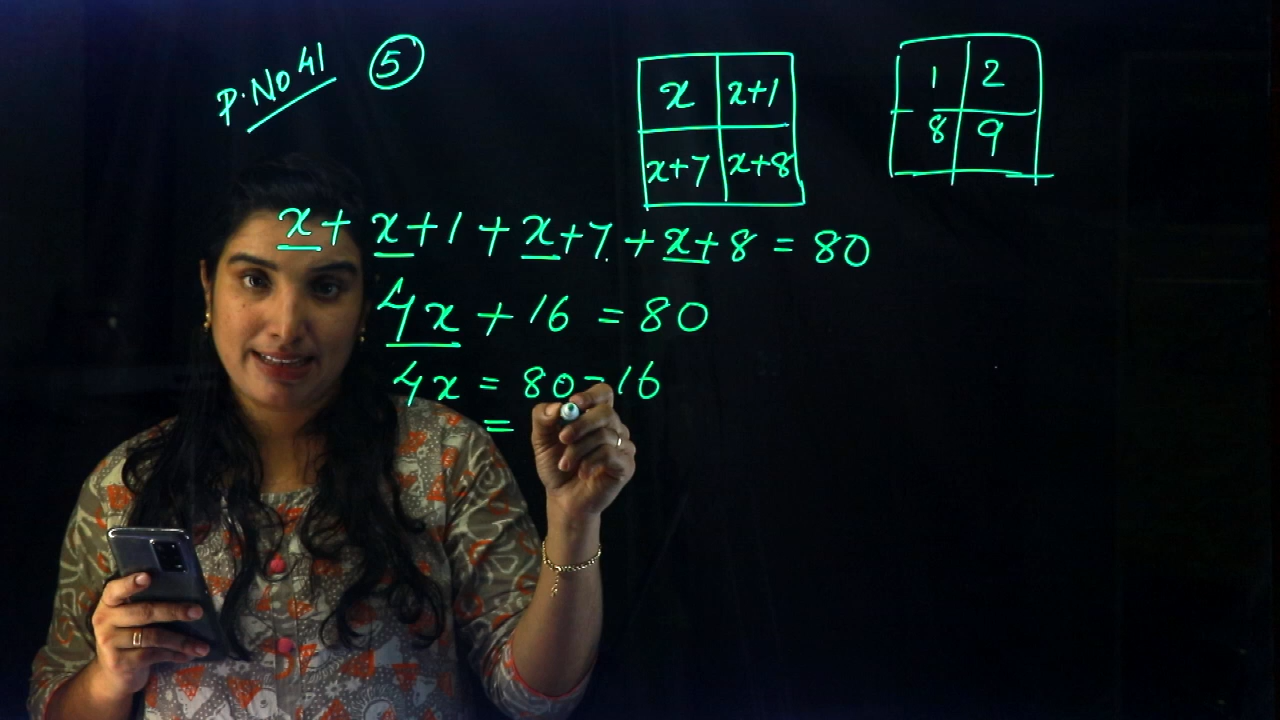 P.No 41 5
x x+1
x+7 x+8
1 2
8 9
x + x+1 + x+7 + x+8 = 80
4x + 16 = 80
4x = 80-16
=